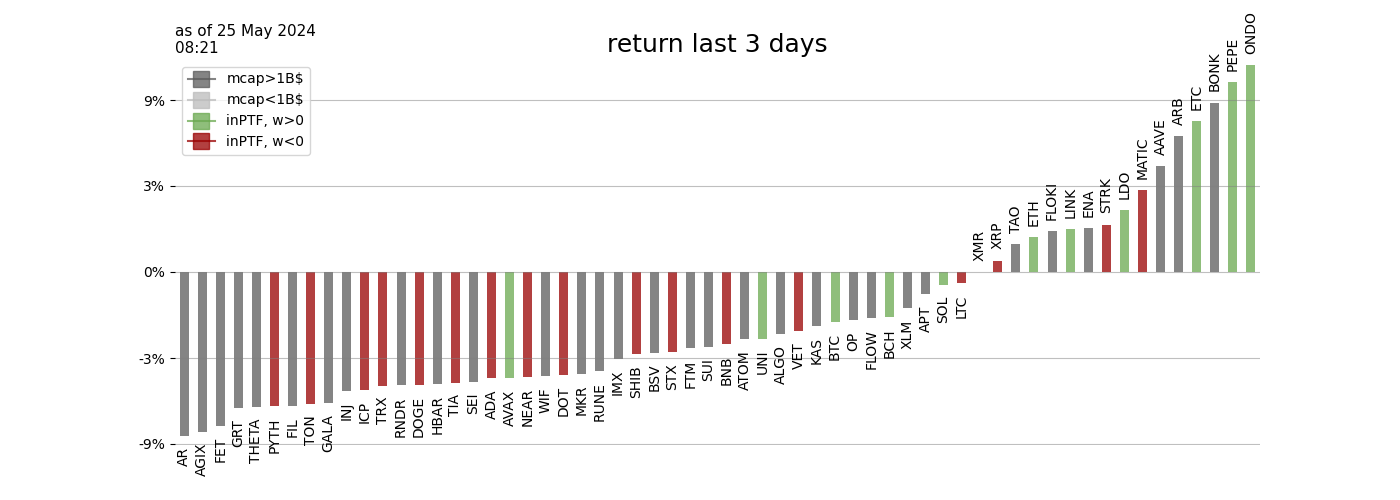 as of 25 May 2024
08:21
return last 3 days
mcap>1B$
mcap<1B$
inPTF, w>0
inPTF, w<0
9%
3%
0%
-3%
-9%
AR
AGIX
FET
GRT
THETA
PYTH
FIL
TON
GALA
INJ
ICP
TRX
RNDR
DOGE
HBAR
TIA
SEI
ADA
AVAX
NEAR
WIF
DOT
MKR
RUNE
IMX
SHIB
BSV
STX
FTM
SUI
BNB
ATOM
UNI
ALGO
VET
KAS
BTC
OP
FLOW
BCH
XLM
APT
SOL
LTC
XMR
XRP
TAO
ETH
FLOKI
LINK
ENA
STRK
LDO
MATIC
AAVE
ARB
ETC
BONK
PEPE
ONDO